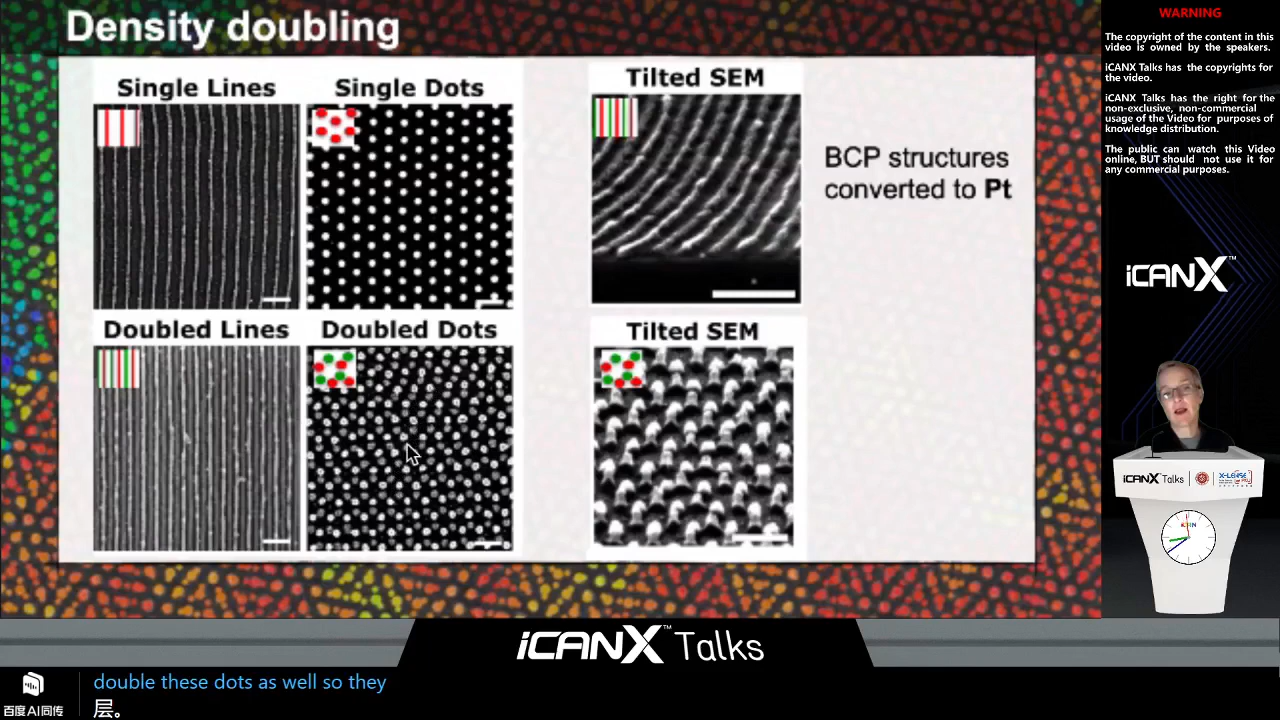 Density doubling
Single Lines
Single Dots
Tilted SEM
BCP structures
converted to Pt
Doubled Lines
Doubled Dots
Tilted SEM
WARNING
The copyright of the content in this
video is owned by the speakers.
iCANX Talks has the copyrights for
the video.
iCANX Talks has the right for the
non-exclusive, non-commercial
usage of the Video for purposes of
knowledge distribution.
The public can watch this Video
online, BUT should not use it for
any commercial purposes.
iCANX™
iCANX Talks
iCANX™ Talks
double these dots as well so they
层。
百度AI同传